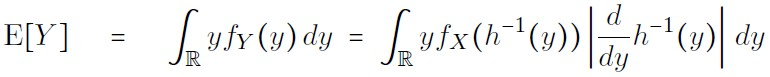 E[Y] = ∫_ℝ y f_Y(y) dy = ∫_ℝ y f_X(h⁻¹(y)) |d/dy h⁻¹(y)| dy